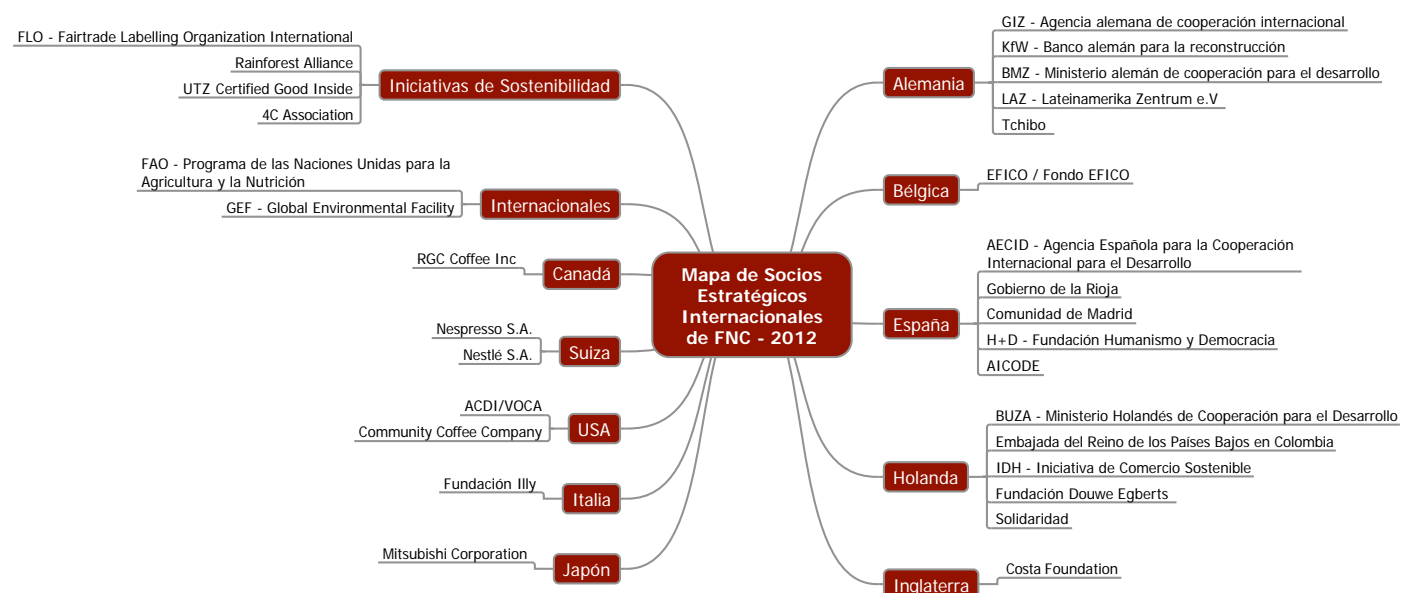 Mapa de Socios
Estratégicos
Internacionales
de FNC - 2012
Iniciativas de Sostenibilidad
FLO - Fairtrade Labelling Organization International
Rainforest Alliance
UTZ Certified Good Inside
4C Association
Internacionales
FAO - Programa de las Naciones Unidas para la
Agricultura y la Nutrición
GEF - Global Environmental Facility
Canadá
RGC Coffee Inc
Suiza
Nespresso S.A.
Nestlé S.A.
USA
ACDI/VOCA
Community Coffee Company
Italia
Fundación Illy
Japón
Mitsubishi Corporation
Alemania
GIZ - Agencia alemana de cooperación internacional
KfW - Banco alemán para la reconstrucción
BMZ - Ministerio alemán de cooperación para el desarrollo
LAZ - Lateinamerika Zentrum e.V
Tchibo
Bélgica
EFICO / Fondo EFICO
España
AECID - Agencia Española para la Cooperación
Internacional para el Desarrollo
Gobierno de la Rioja
Comunidad de Madrid
H+D - Fundación Humanismo y Democracia
AICODE
Holanda
BUZA - Ministerio Holandés de Cooperación para el Desarrollo
Embajada del Reino de los Países Bajos en Colombia
IDH - Iniciativa de Comercio Sostenible
Fundación Douwe Egberts
Solidaridad
Inglaterra
Costa Foundation